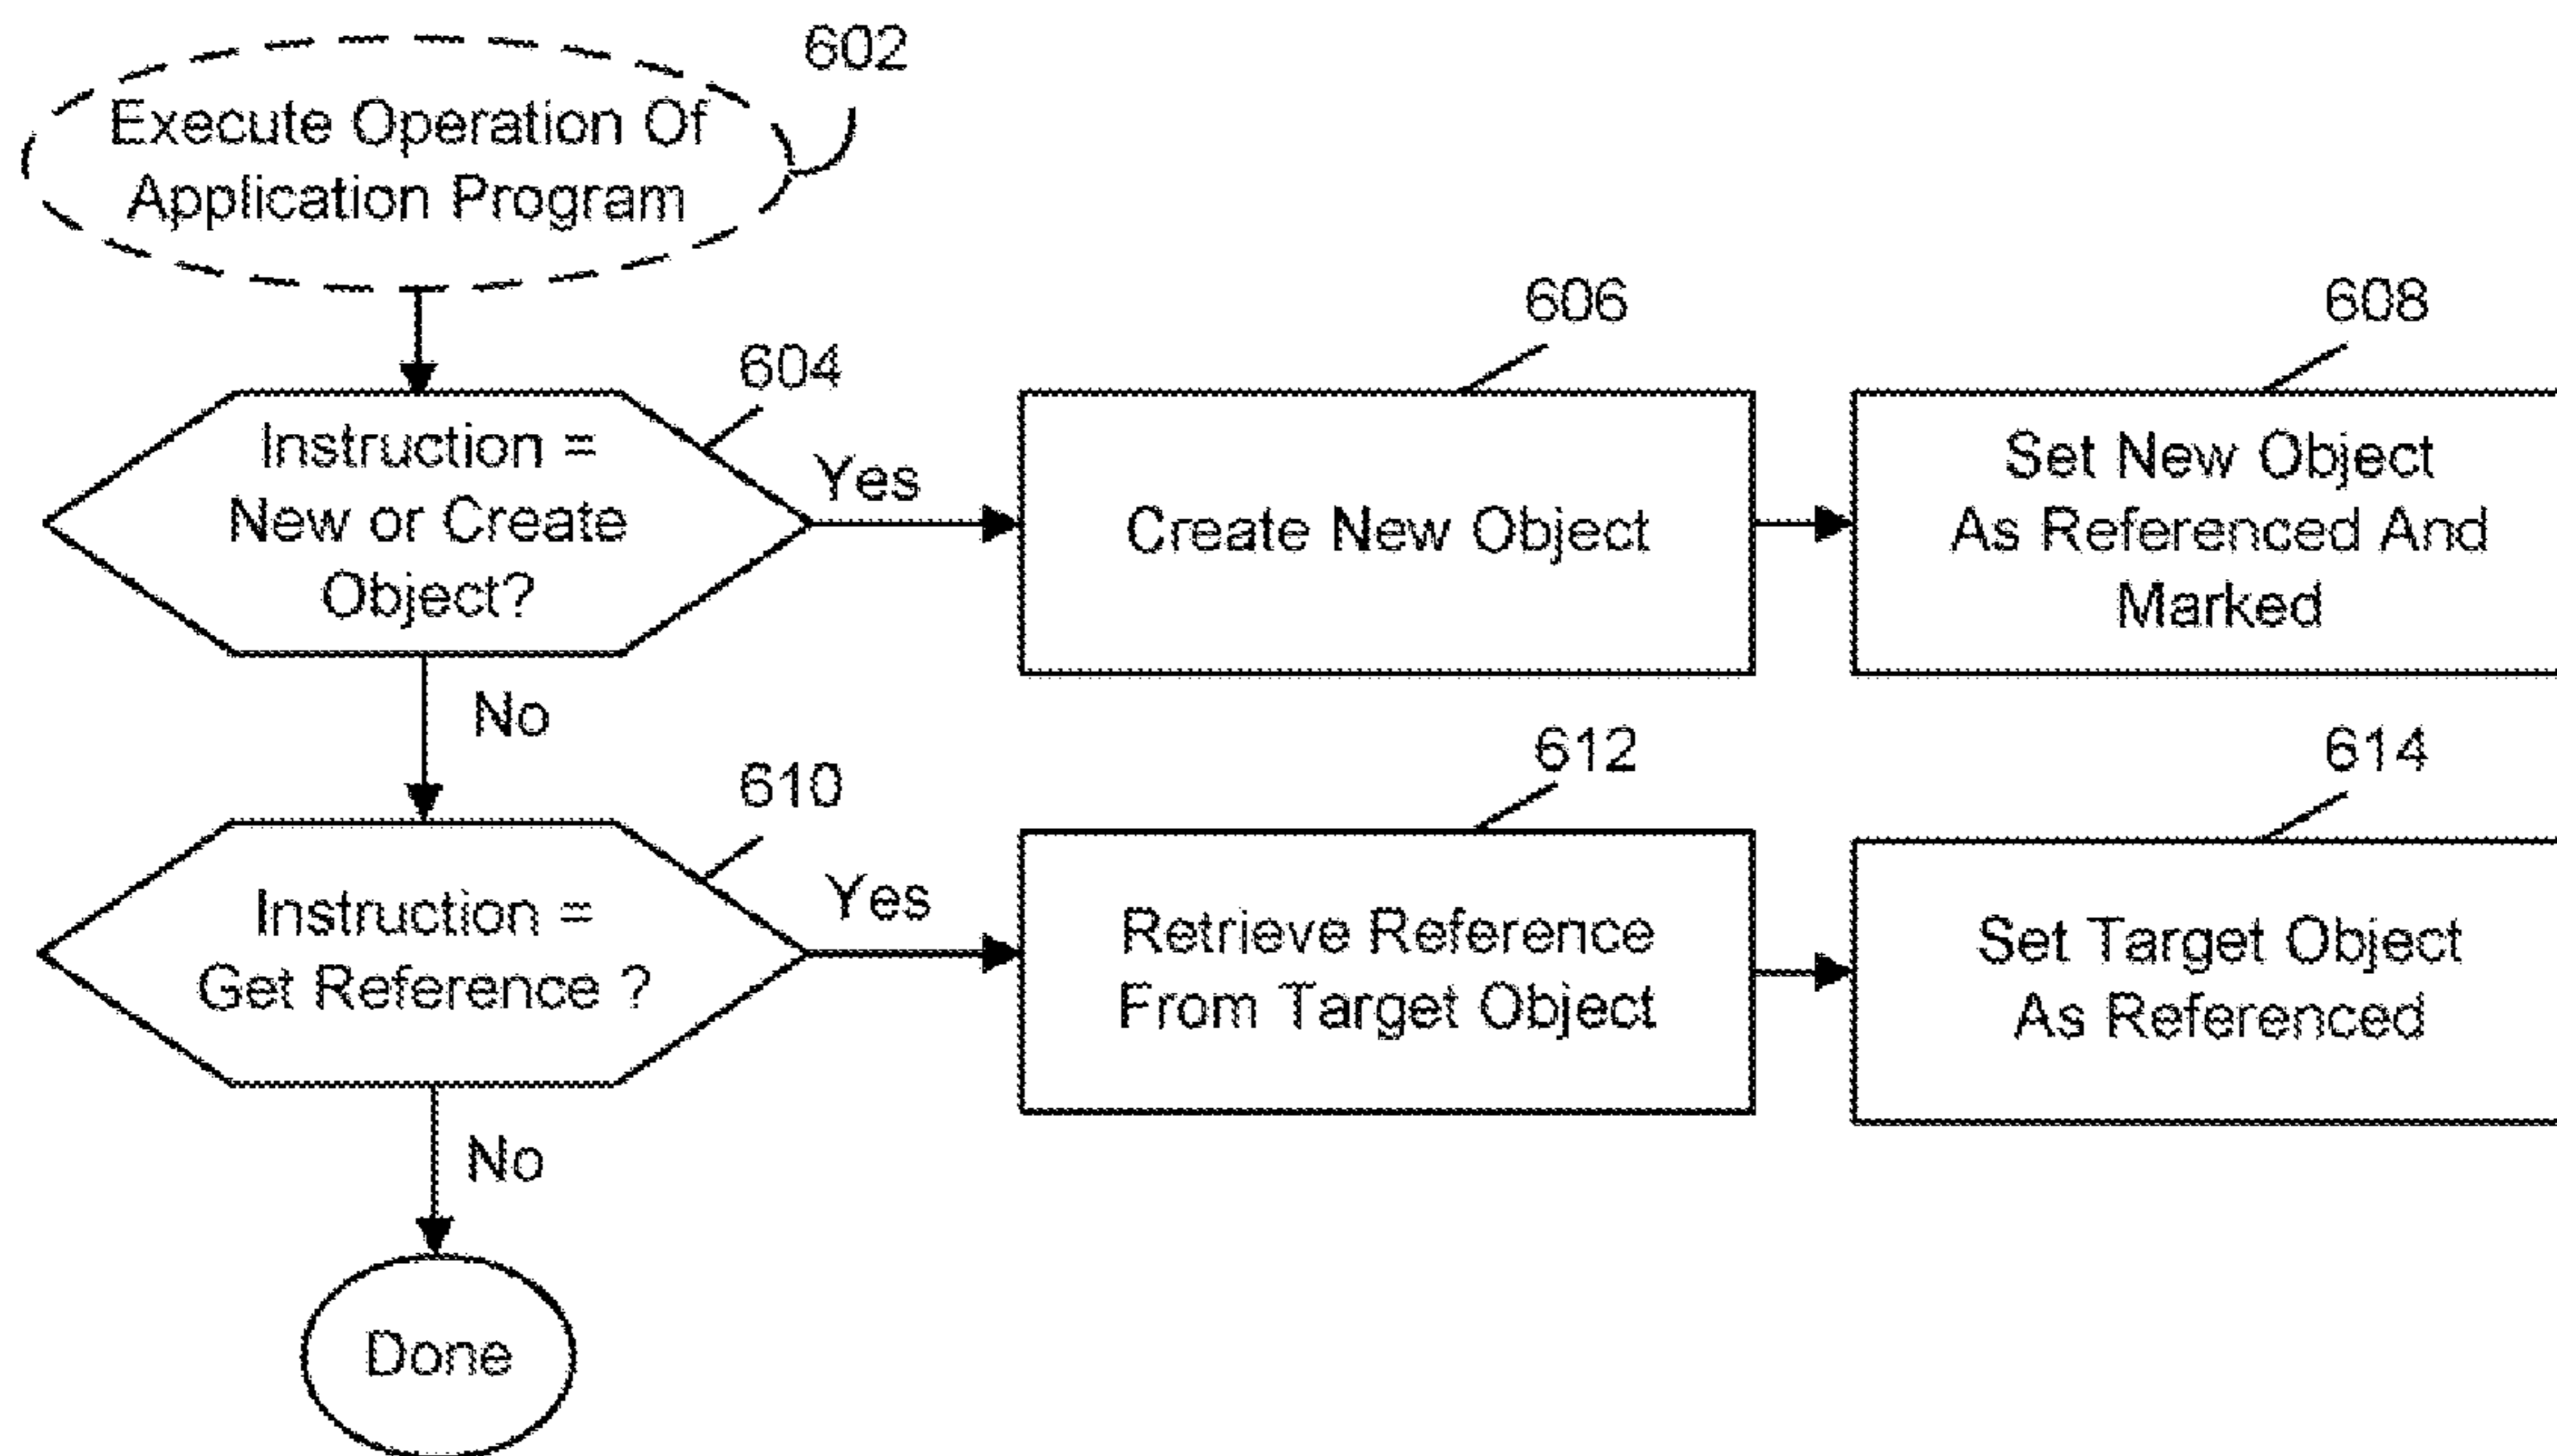 602
Execute Operation Of
Application Program
604
606
608
Instruction =
New or Create
Object?
Yes
Create New Object
Set New Object
As Referenced And
Marked
No
610
612
614
Instruction =
Get Reference ?
Yes
Retrieve Reference
From Target Object
Set Target Object
As Referenced
No
Done